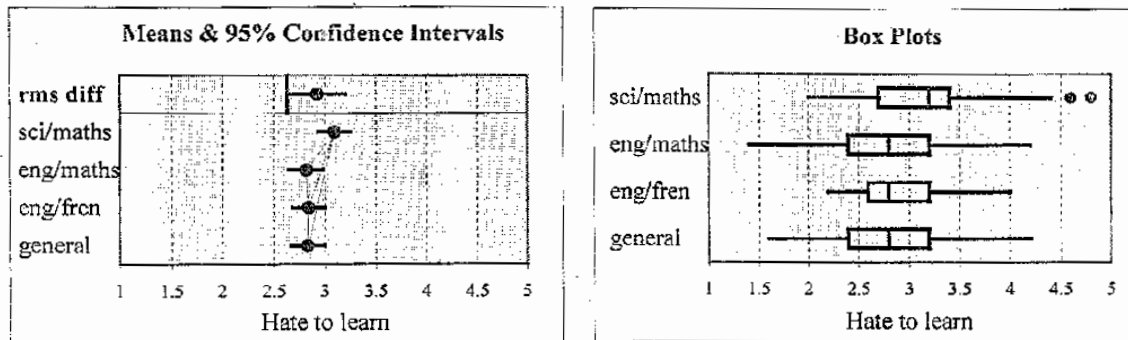 Means & 95% Confidence Intervals
rms diff
sci/maths
eng/maths
eng/fren
general
1 1.5 2 2.5 3 3.5 4 4.5 5
Hate to learn
Box Plots
sci/maths
eng/maths
eng/fren
general
1 1.5 2 2.5 3 3.5 4 4.5 5
Hate to learn